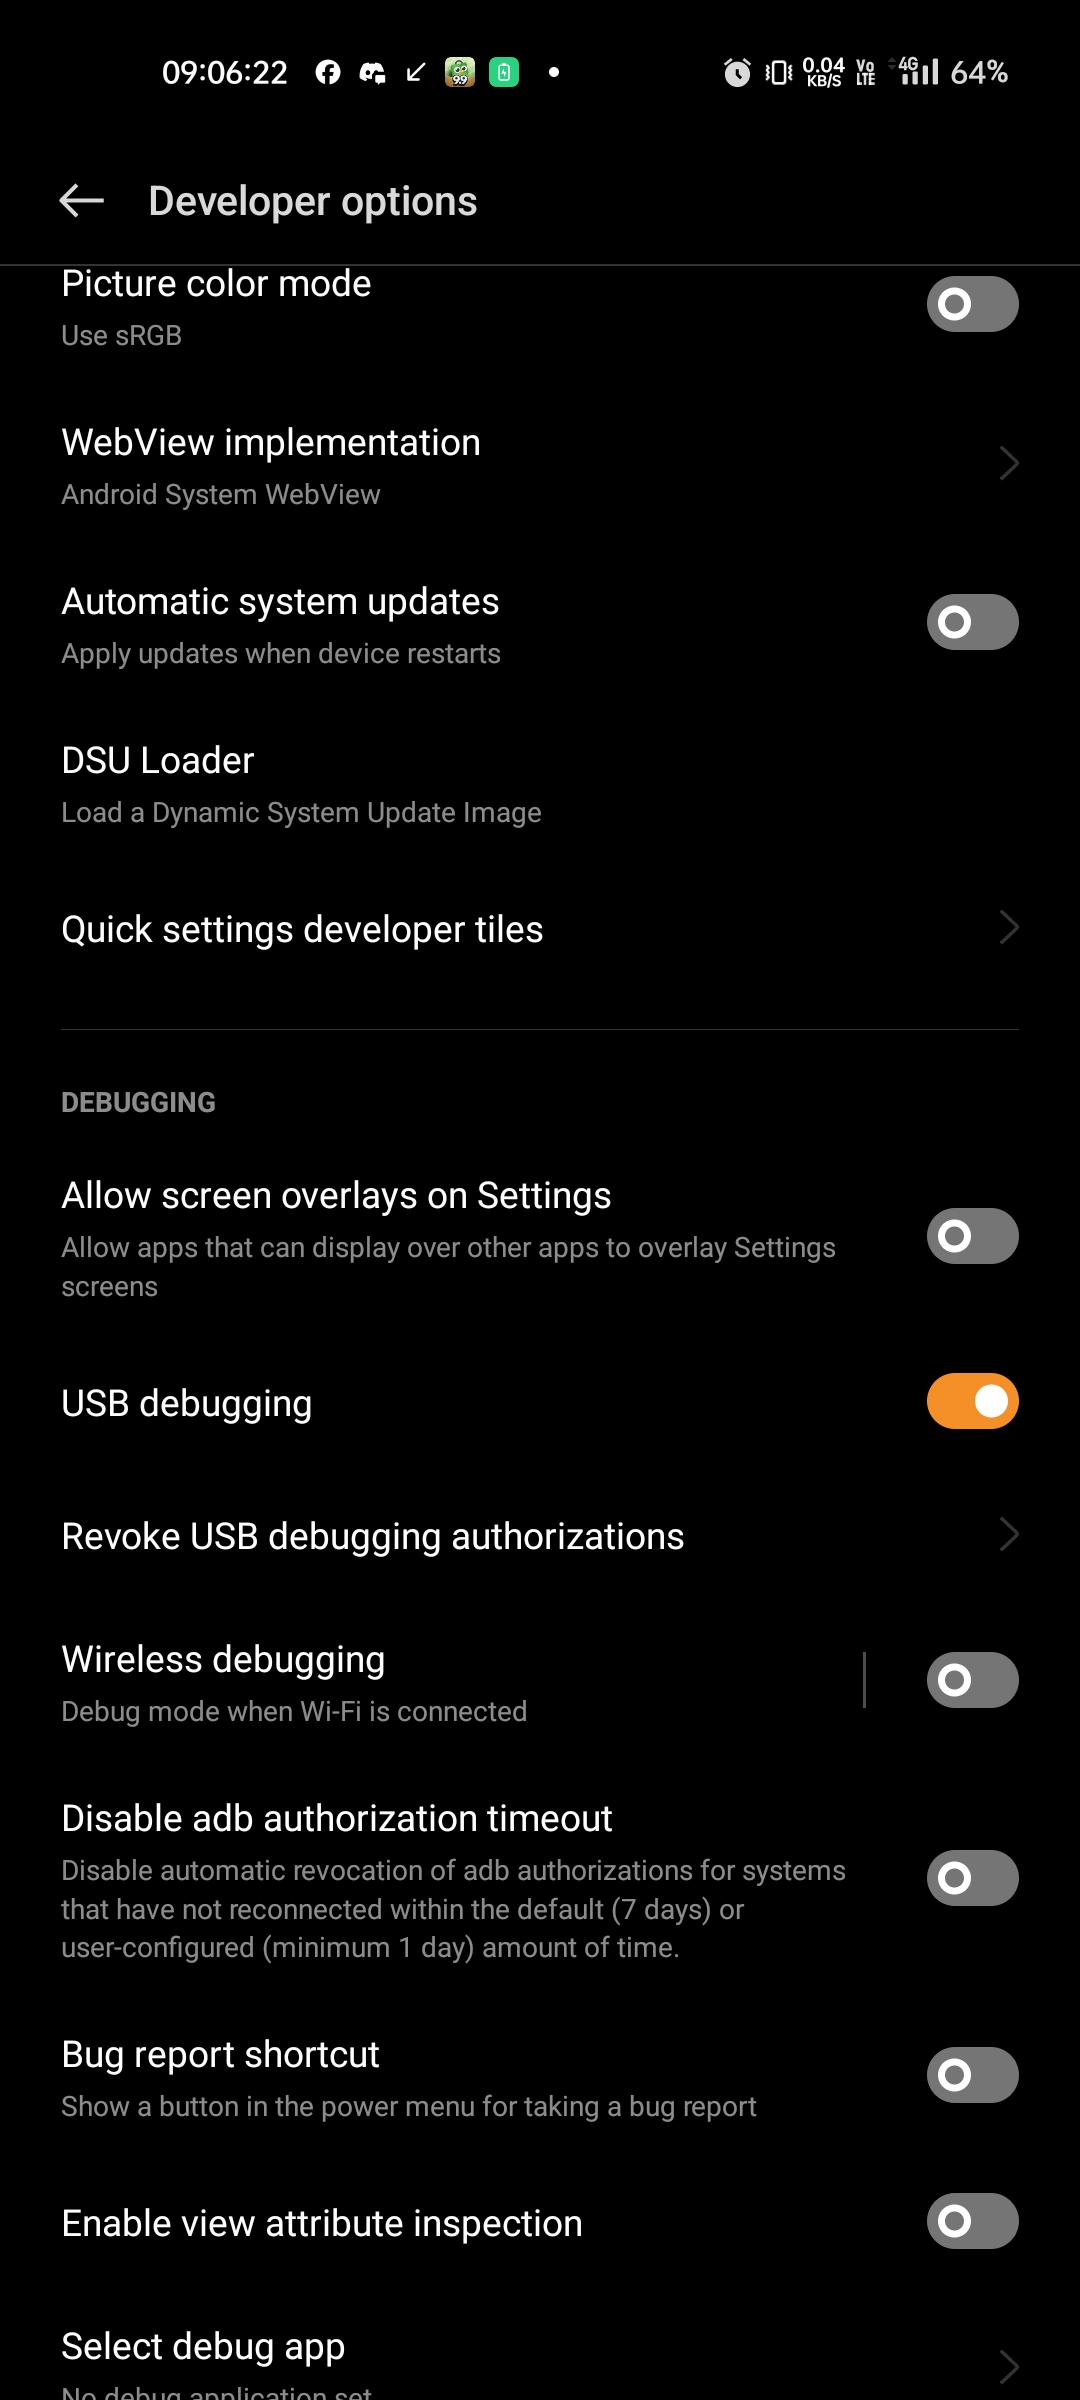 09:06:22 99 0.04 KB/S Vo LTE 4G 64%
Developer options
Picture color mode
Use sRGB
WebView implementation
Android System WebView
Automatic system updates
Apply updates when device restarts
DSU Loader
Load a Dynamic System Update Image
Quick settings developer tiles
DEBUGGING
Allow screen overlays on Settings
Allow apps that can display over other apps to overlay Settings
screens
USB debugging
Revoke USB debugging authorizations
Wireless debugging
Debug mode when Wi-Fi is connected
Disable adb authorization timeout
Disable automatic revocation of adb authorizations for systems
that have not reconnected within the default (7 days) or
user-configured (minimum 1 day) amount of time.
Bug report shortcut
Show a button in the power menu for taking a bug report
Enable view attribute inspection
Select debug app
No debug application set